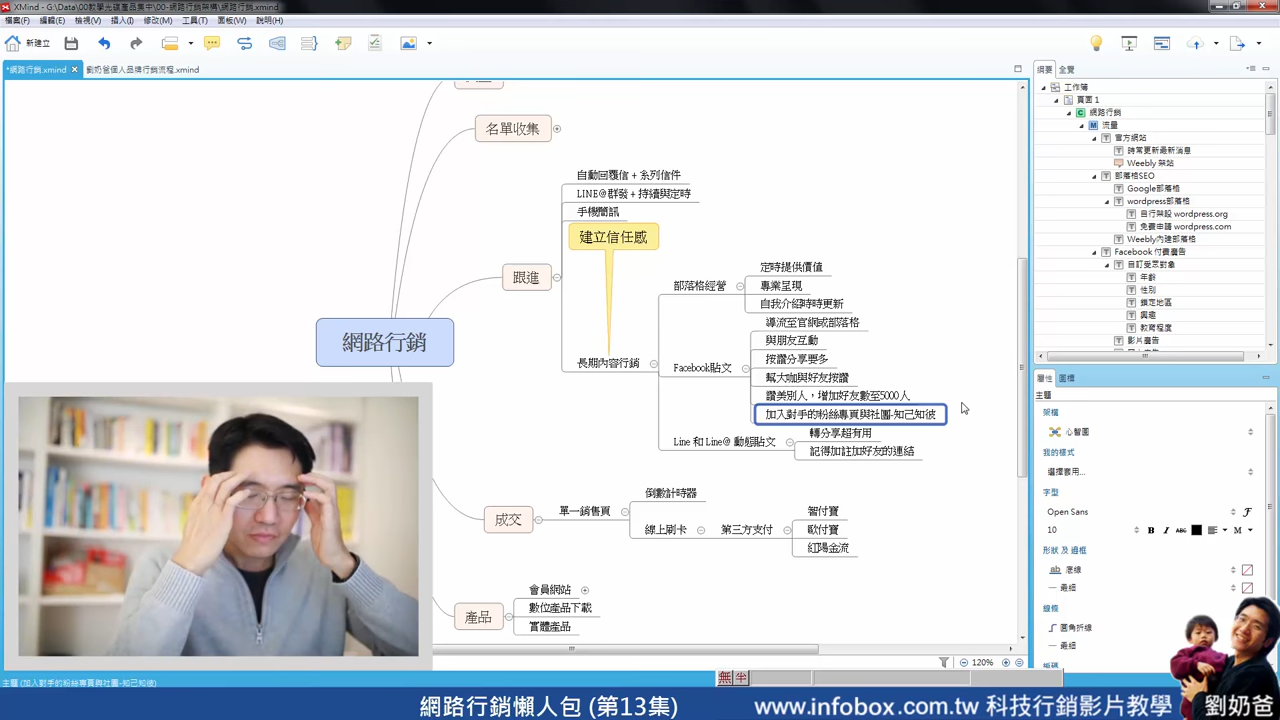 XMind - G:\Data\00教學光碟產品集中\00-網路行銷架構\網路行銷.xmind
檔案(F) 編輯(E) 檢視(V) 插入(I) 修改(M) 工具(T) 面板(W) 說明(H)
新建立
*網路行銷.xmind 劉奶爸個人品牌行銷流程.xmind
名單收集
自動回覆信 + 系列信件
LINE@群發 + 持續與定時
手機簡訊
建立信任感
跟進
定時提供價值
部落格經營
專業呈現
自我介紹時時更新
導流至官網或部落格
與朋友互動
網路行銷
長期內容行銷
按讚分享要多
Facebook貼文
幫大咖與好友按讚
讚美別人，增加好友數至5000人
加入對手的粉絲專頁與社團-知己知彼
轉分享超有用
Line 和 Line@ 動態貼文
記得加註加好友的連結
倒數計時器
成交
單一銷售頁
智付寶
線上刷卡
第三方支付
歐付寶
紅陽金流
會員網站
產品
數位產品下載
實體產品
120%
綱要 全覽
工作簿
頁面 1
網路行銷
流量
官方網站
時常更新最新消息
Weebly 架站
部落格SEO
Google部落格
wordpress部落格
自行架設 wordpress.org
免費申請 wordpress.com
Weebly內建部落格
Facebook 付費廣告
自訂受眾對象
年齡
性別
鎖定地區
興趣
教育程度
影片廣告
屬性 圖標
主題
架構
心智圖
我的樣式
選擇套用...
字型
Open Sans
10 B I ABC A M
形狀 及 邊框
底線
最細
線條
圓角折線
最細
主題 (加入對手的粉絲專頁與社團-知己知彼)
無 半
網路行銷懶人包 (第13集) www.infobox.com.tw 科技行銷影片教學 劉奶爸